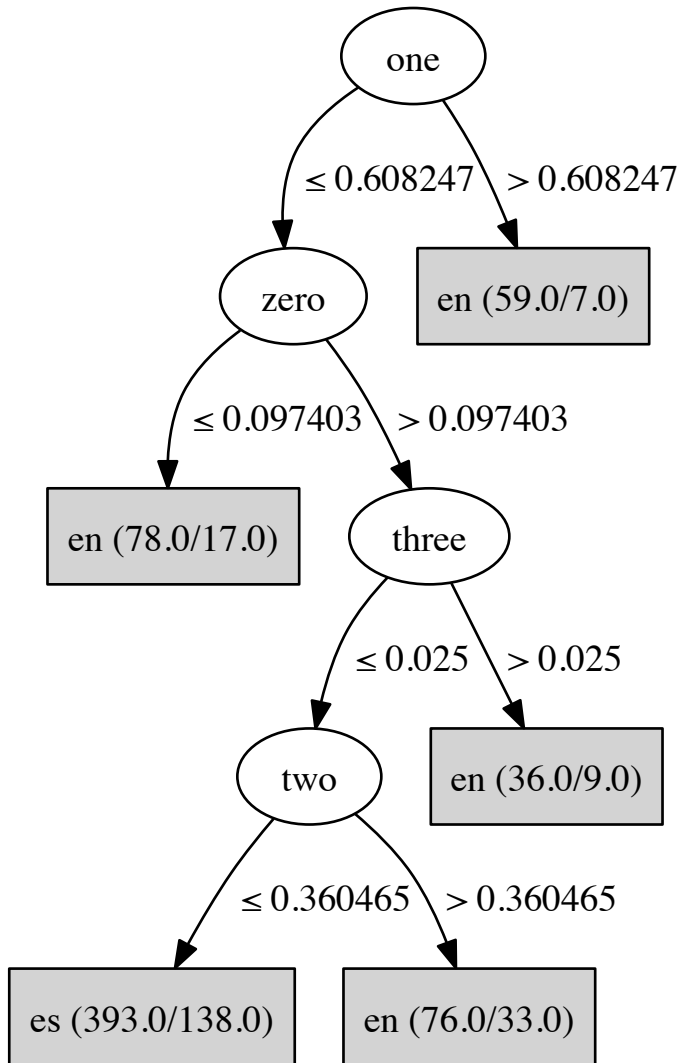 one
≤ 0.608247
> 0.608247
zero
en (59.0/7.0)
≤ 0.097403
> 0.097403
en (78.0/17.0)
three
≤ 0.025
> 0.025
two
en (36.0/9.0)
≤ 0.360465
> 0.360465
es (393.0/138.0)
en (76.0/33.0)